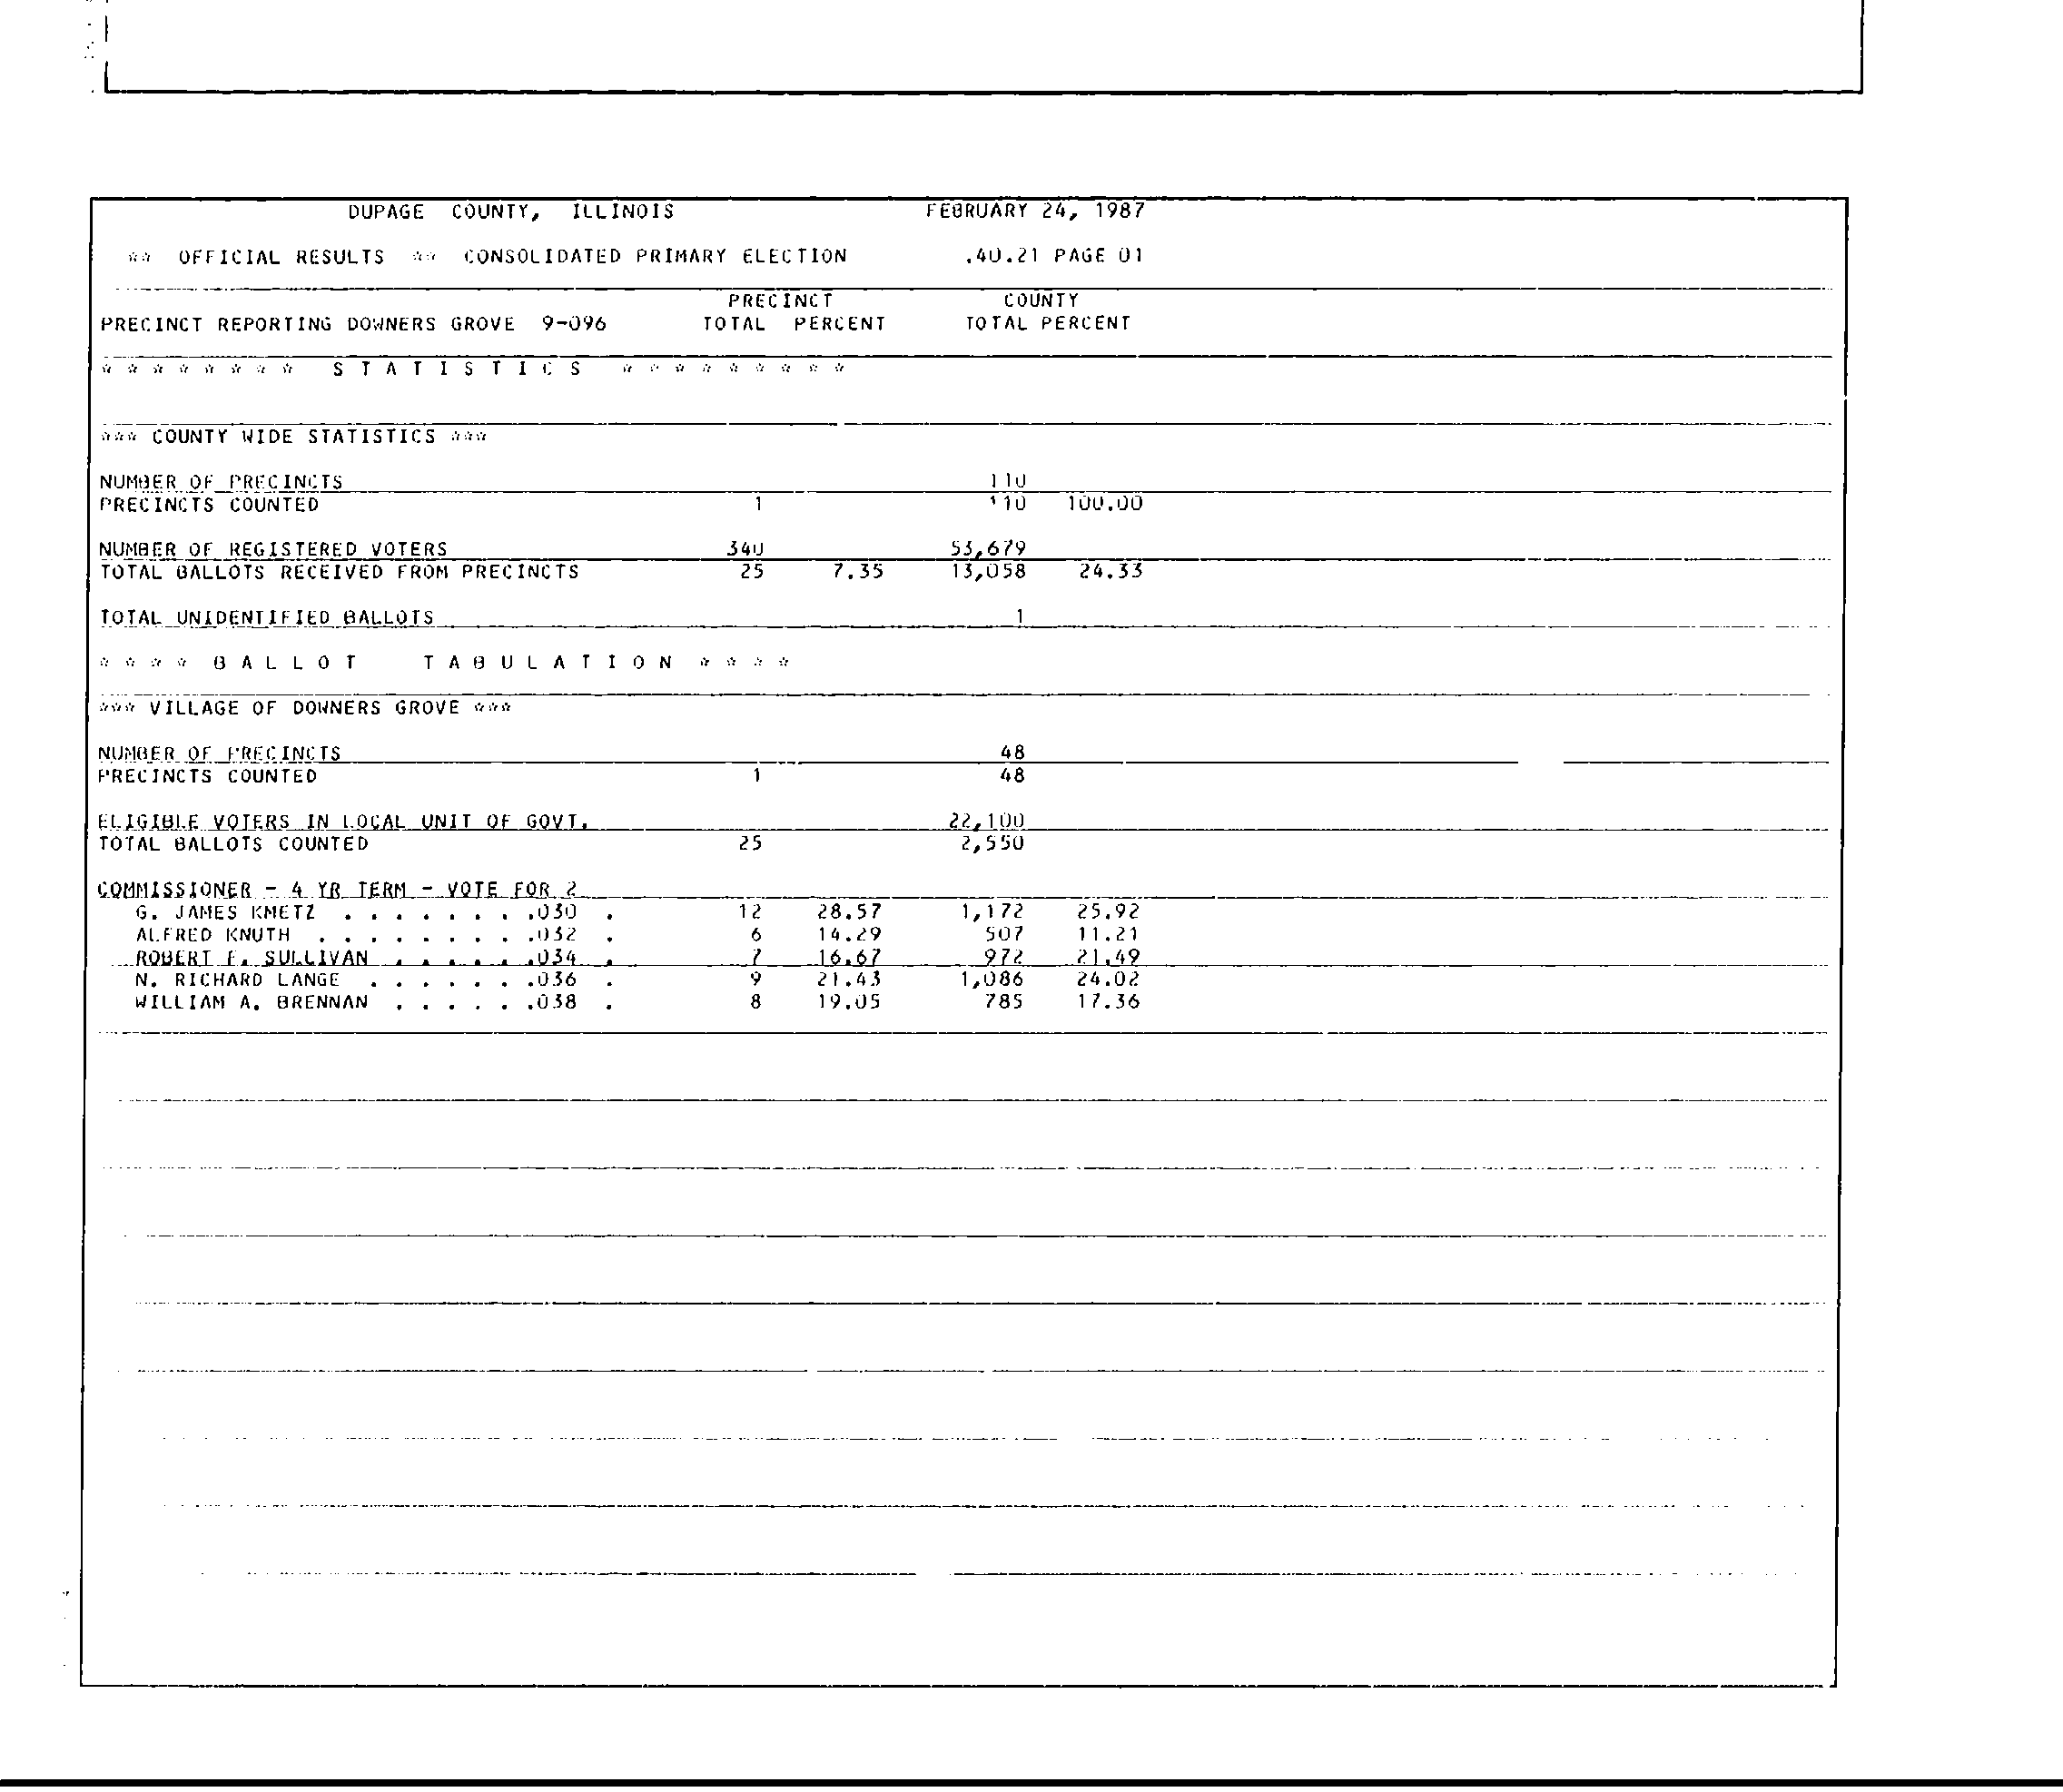 DUPAGE COUNTY, ILLINOIS FEBRUARY 24, 1987
** OFFICIAL RESULTS ** CONSOLIDATED PRIMARY ELECTION .40.21 PAGE 01
PRECINCT COUNTY
PRECINCT REPORTING DOWNERS GROVE 9-096 TOTAL PERCENT TOTAL PERCENT
* * * * * * * * S T A T I S T I C S * * * * * * * * *
*** COUNTY WIDE STATISTICS ***
NUMBER OF PRECINCTS 110
PRECINCTS COUNTED 1 110 100.00
NUMBER OF REGISTERED VOTERS 340 53,679
TOTAL BALLOTS RECEIVED FROM PRECINCTS 25 7.35 13,058 24.33
TOTAL UNIDENTIFIED BALLOTS 1
* * * * B A L L O T T A B U L A T I O N * * * *
*** VILLAGE OF DOWNERS GROVE ***
NUMBER OF PRECINCTS 48
PRECINCTS COUNTED 1 48
ELIGIBLE VOTERS IN LOCAL UNIT OF GOVT. 22,100
TOTAL BALLOTS COUNTED 25 2,550
COMMISSIONER - 4 YR TERM - VOTE FOR 2
G. JAMES KMETZ . . . . . . . .030 . 12 28.57 1,172 25.92
ALFRED KNUTH . . . . . . . . .032 . 6 14.29 507 11.21
ROBERT E. SULLIVAN . . . . . .034 . 7 16.67 972 21.49
N. RICHARD LANGE . . . . . . .036 . 9 21.43 1,086 24.02
WILLIAM A. BRENNAN . . . . . .038 . 8 19.05 785 17.36